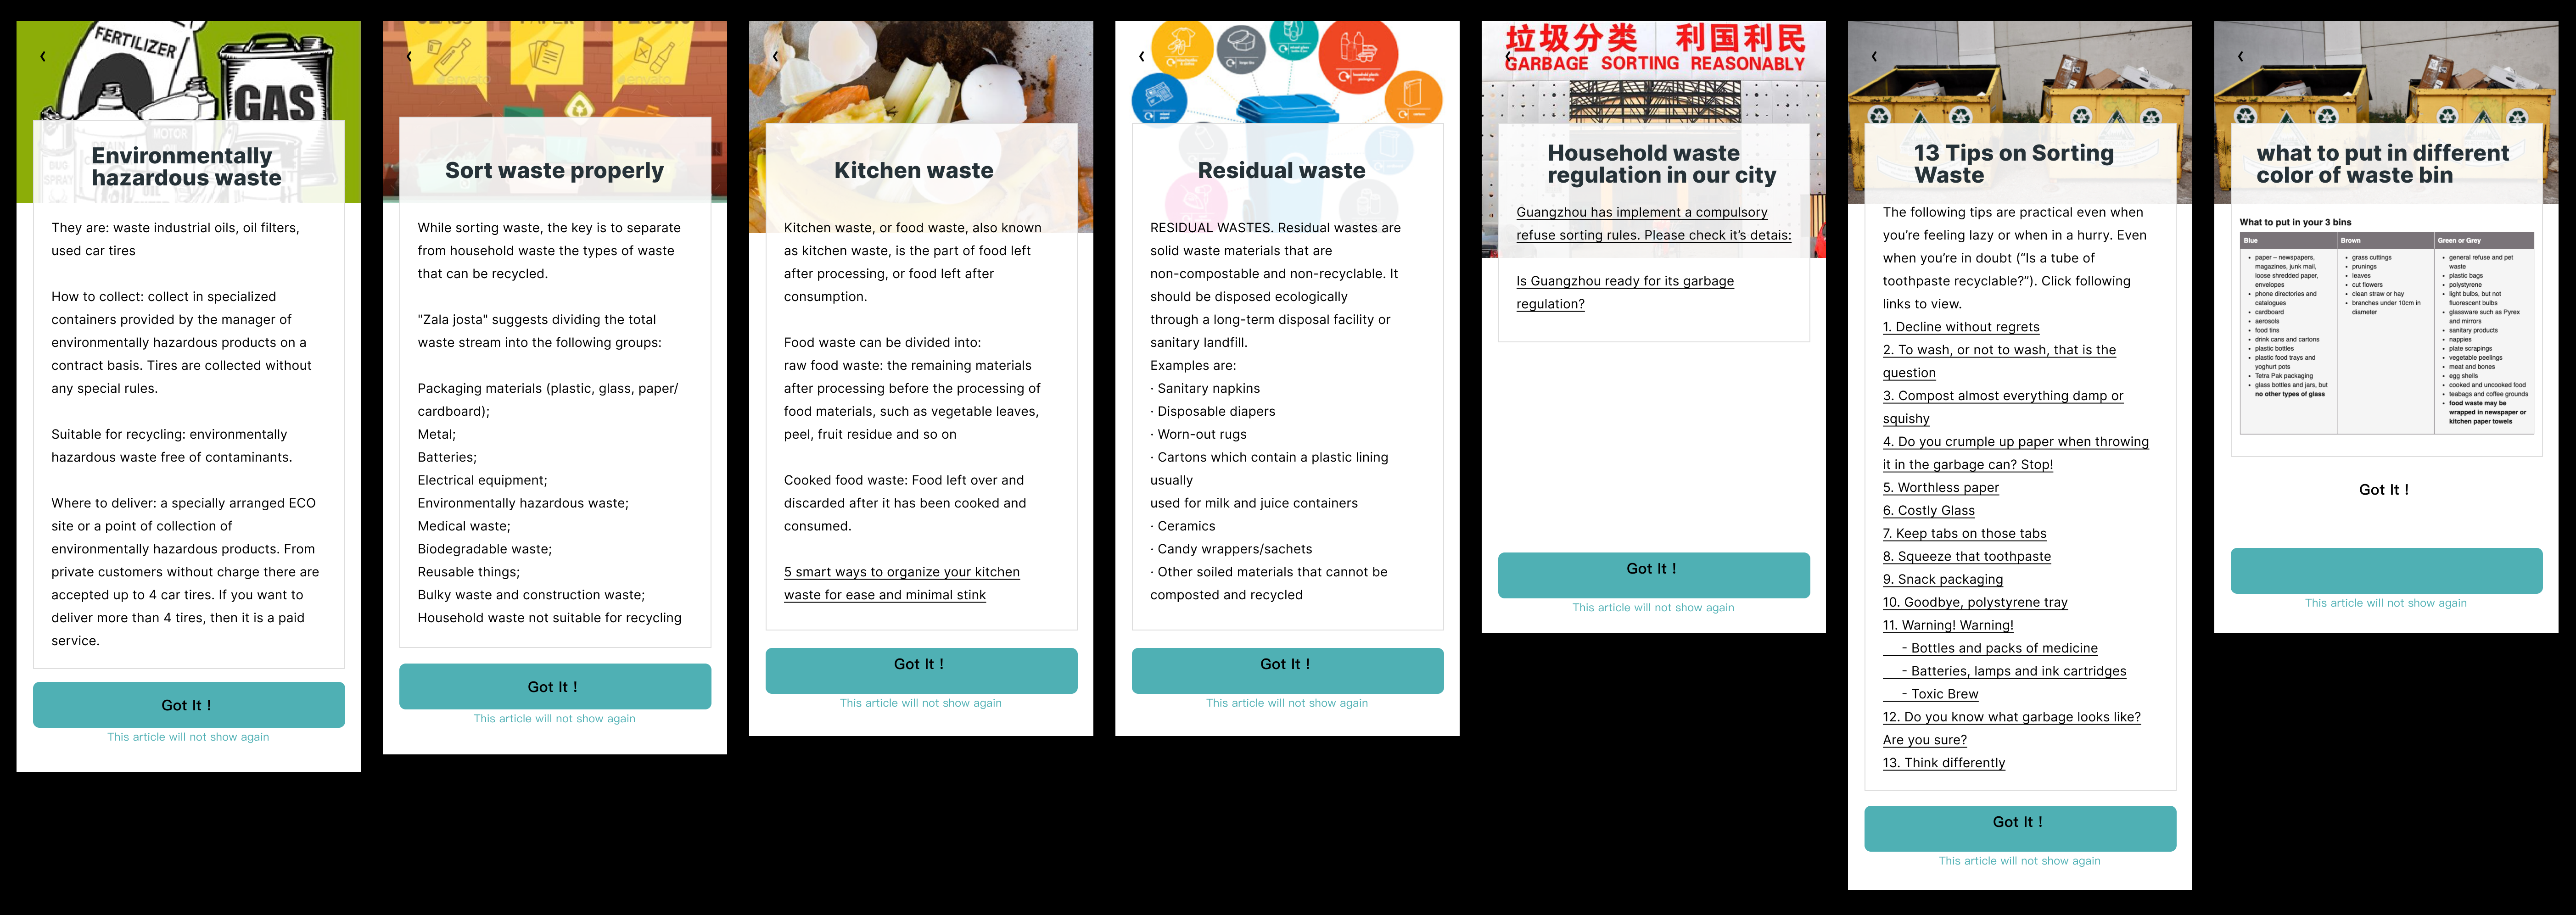 FERTILIZER
GAS
MOTOR
BUG
SPRAY
Environmentally
hazardous waste
They are: waste industrial oils, oil filters,
used car tires
How to collect: collect in specialized
containers provided by the manager of
environmentally hazardous products on a
contract basis. Tires are collected without
any special rules.
Suitable for recycling: environmentally
hazardous waste free of contaminants.
Where to deliver: a specially arranged ECO
site or a point of collection of
environmentally hazardous products. From
private customers without charge there are
accepted up to 4 car tires. If you want to
deliver more than 4 tires, then it is a paid
service.
Got It !
This article will not show again
GLASS PAPER PLASTIC
envato
envato
Sort waste properly
While sorting waste, the key is to separate
from household waste the types of waste
that can be recycled.
"Zala josta" suggests dividing the total
waste stream into the following groups:
Packaging materials (plastic, glass, paper/
cardboard);
Metal;
Batteries;
Electrical equipment;
Environmentally hazardous waste;
Medical waste;
Biodegradable waste;
Reusable things;
Bulky waste and construction waste;
Household waste not suitable for recycling
Got It !
This article will not show again
Kitchen waste
Kitchen waste, or food waste, also known
as kitchen waste, is the part of food left
after processing, or food left after
consumption.
Food waste can be divided into:
raw food waste: the remaining materials
after processing before the processing of
food materials, such as vegetable leaves,
peel, fruit residue and so on
Cooked food waste: Food left over and
discarded after it has been cooked and
consumed.
5 smart ways to organize your kitchen
waste for ease and minimal stink
Got It !
This article will not show again
Residual waste
RESIDUAL WASTES. Residual wastes are
solid waste materials that are
non-compostable and non-recyclable. It
should be disposed ecologically
through a long-term disposal facility or
sanitary landfill.
Examples are:
· Sanitary napkins
· Disposable diapers
· Worn-out rugs
· Cartons which contain a plastic lining
usually
used for milk and juice containers
· Ceramics
· Candy wrappers/sachets
· Other soiled materials that cannot be
composted and recycled
Got It !
This article will not show again
垃圾分类 利国利民
GARBAGE SORTING REASONABLY
Household waste
regulation in our city
Guangzhou has implement a compulsory
refuse sorting rules. Please check it's detais:
Is Guangzhou ready for its garbage
regulation?
Got It !
This article will not show again
13 Tips on Sorting
Waste
The following tips are practical even when
you're feeling lazy or when in a hurry. Even
when you're in doubt ("Is a tube of
toothpaste recyclable?"). Click following
links to view.
1. Decline without regrets
2. To wash, or not to wash, that is the
question
3. Compost almost everything damp or
squishy
4. Do you crumple up paper when throwing
it in the garbage can? Stop!
5. Worthless paper
6. Costly Glass
7. Keep tabs on those tabs
8. Squeeze that toothpaste
9. Snack packaging
10. Goodbye, polystyrene tray
11. Warning! Warning!
- Bottles and packs of medicine
- Batteries, lamps and ink cartridges
- Toxic Brew
12. Do you know what garbage looks like?
Are you sure?
13. Think differently
Got It !
This article will not show again
what to put in different
color of waste bin
What to put in your 3 bins
Blue
• paper – newspapers,
magazines, junk mail,
loose shredded paper,
envelopes
• phone directories and
catalogues
• cardboard
• aerosols
• food tins
• drink cans and cartons
• plastic bottles
• plastic food trays and
yoghurt pots
• Tetra Pak packaging
• glass bottles and jars, but
no other types of glass
Brown
• grass cuttings
• prunings
• leaves
• cut flowers
• clean straw or hay
• branches under 10cm in
diameter
Green or Grey
• general refuse and pet
waste
• plastic bags
• polystyrene
• light bulbs, but not
fluorescent bulbs
• glassware such as Pyrex
and mirrors
• sanitary products
• nappies
• plate scrapings
• vegetable peelings
• meat and bones
• egg shells
• cooked and uncooked food
• teabags and coffee grounds
• food waste may be
wrapped in newspaper or
kitchen paper towels
Got It !
This article will not show again